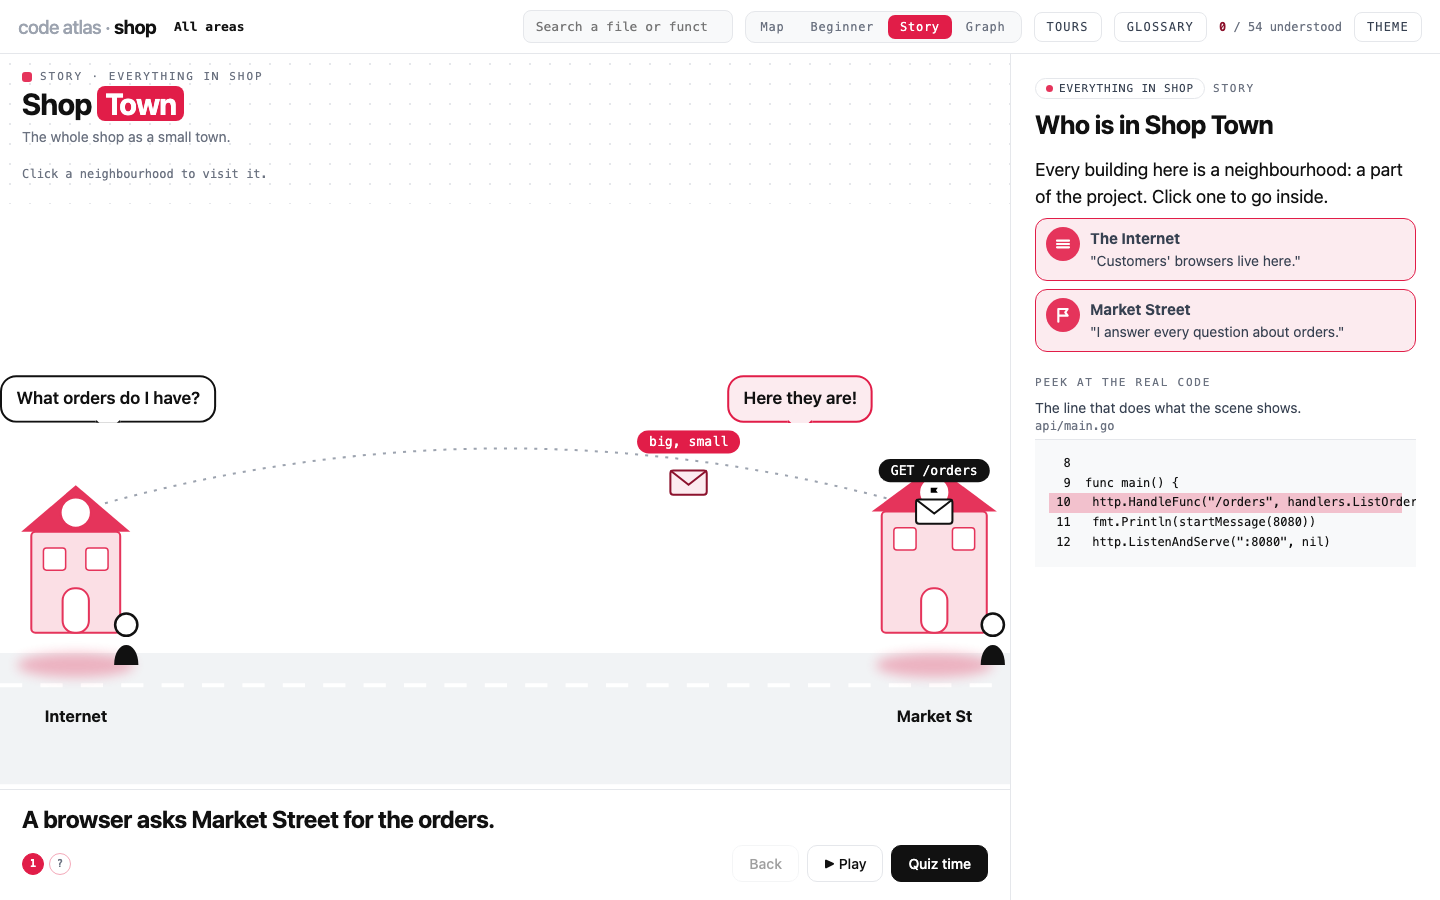 code atlas · shop
All areas
Search a file or funct
Map
Beginner
Story
Graph
TOURS
GLOSSARY
0 / 54 understood
THEME
STORY · EVERYTHING IN SHOP
Shop Town
The whole shop as a small town.
Click a neighbourhood to visit it.
What orders do I have?
Here they are!
big, small
GET /orders
Internet
Market St
A browser asks Market Street for the orders.
1
?
Back
Play
Quiz time
EVERYTHING IN SHOP
STORY
Who is in Shop Town
Every building here is a neighbourhood: a part
of the project. Click one to go inside.
The Internet
"Customers' browsers live here."
Market Street
"I answer every question about orders."
PEEK AT THE REAL CODE
The line that does what the scene shows.
api/main.go
8
9 func main() {
10 http.HandleFunc("/orders", handlers.ListOrder
11 fmt.Println(startMessage(8080))
12 http.ListenAndServe(":8080", nil)